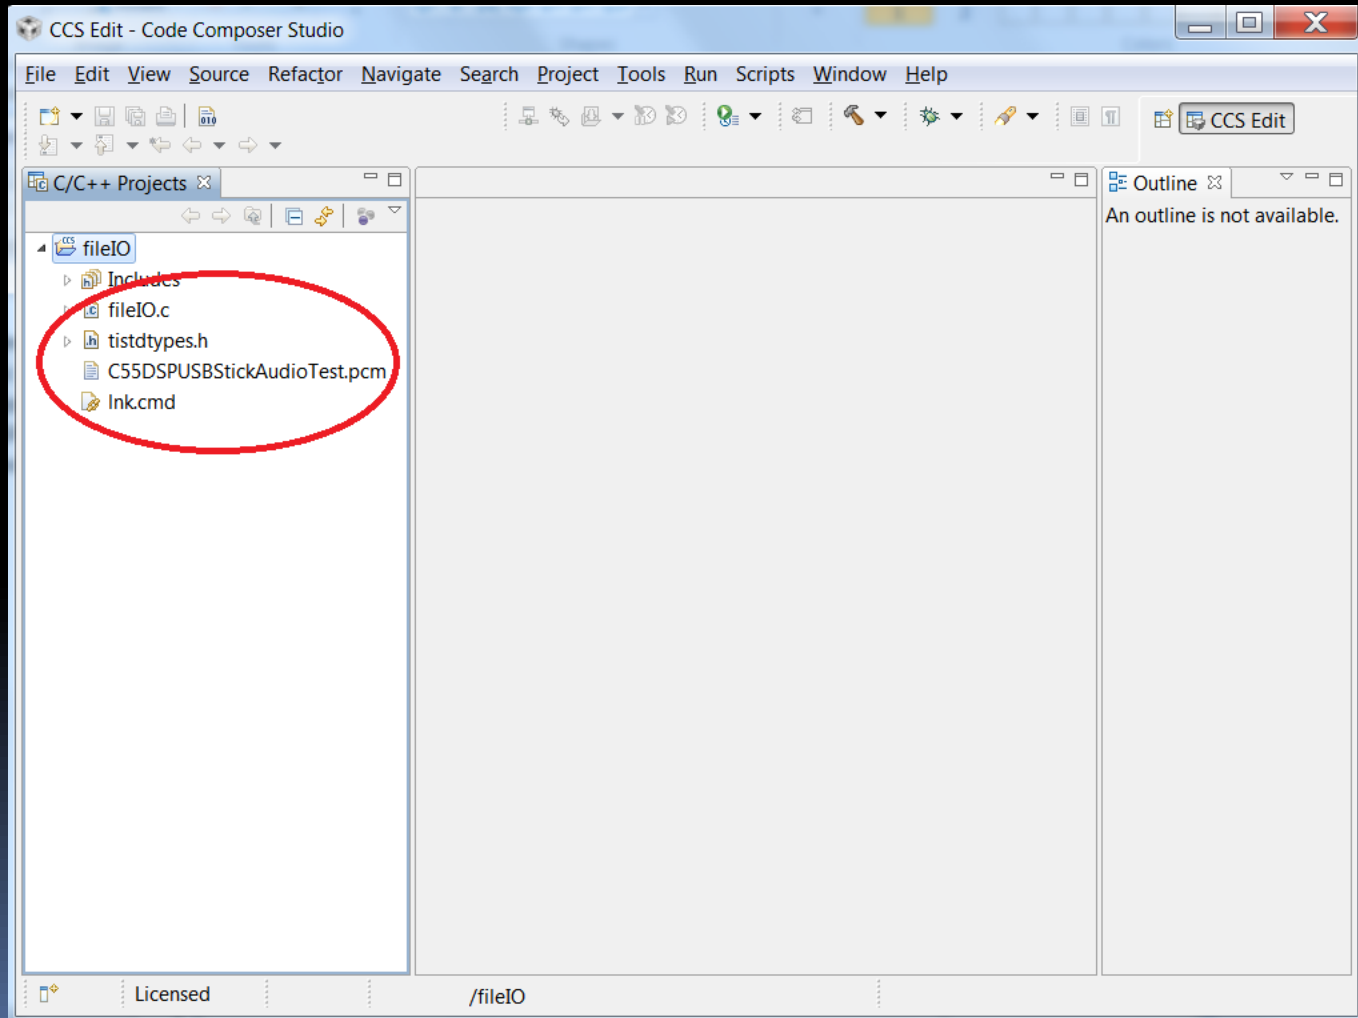 CCS Edit - Code Composer Studio
File Edit View Source Refactor Navigate Search Project Tools Run Scripts Window Help
CCS Edit
C/C++ Projects
Outline
An outline is not available.
fileIO
Includes
fileIO.c
tistdtypes.h
C55DSPUSBStickAudioTest.pcm
lnk.cmd
Licensed
/fileIO